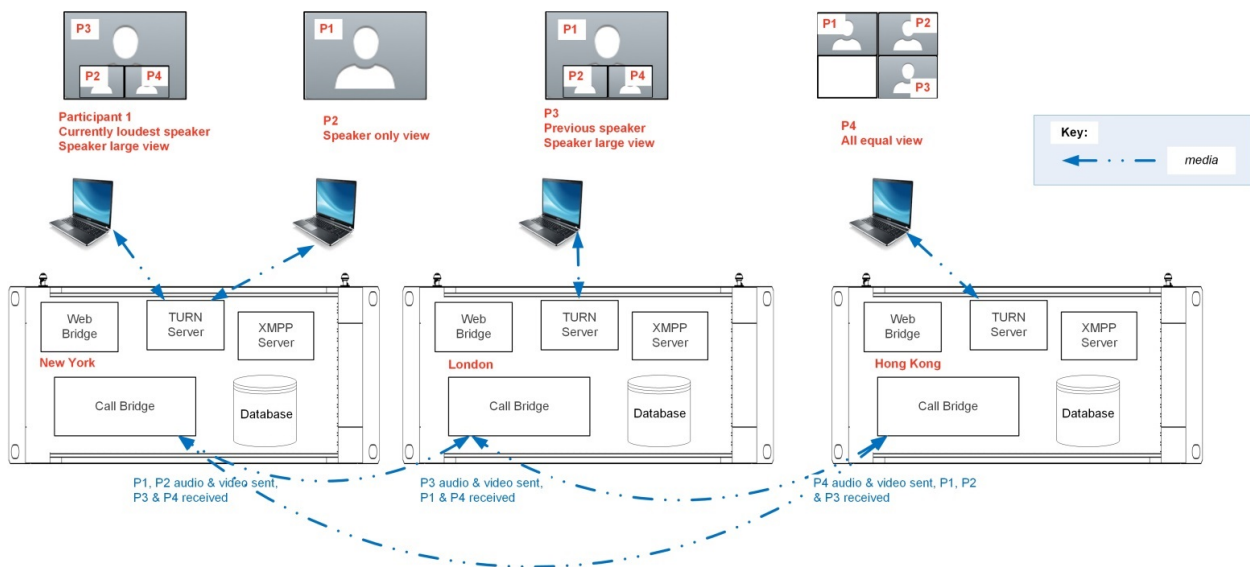 P3
P2
P4
Participant 1
Currently loudest speaker
Speaker large view
P1
P2
Speaker only view
P1
P2
P4
P3
Previous speaker
Speaker large view
P1
P2
P3
P4
All equal view
Key:
media
Web
Bridge
TURN
Server
XMPP
Server
New York
Call Bridge
Database
Web
Bridge
TURN
Server
XMPP
Server
London
Call Bridge
Database
Web
Bridge
TURN
Server
XMPP
Server
Hong Kong
Call Bridge
Database
P1, P2 audio & video sent,
P3 & P4 received
P3 audio & video sent,
P1 & P4 received
P4 audio & video sent, P1, P2
& P3 received